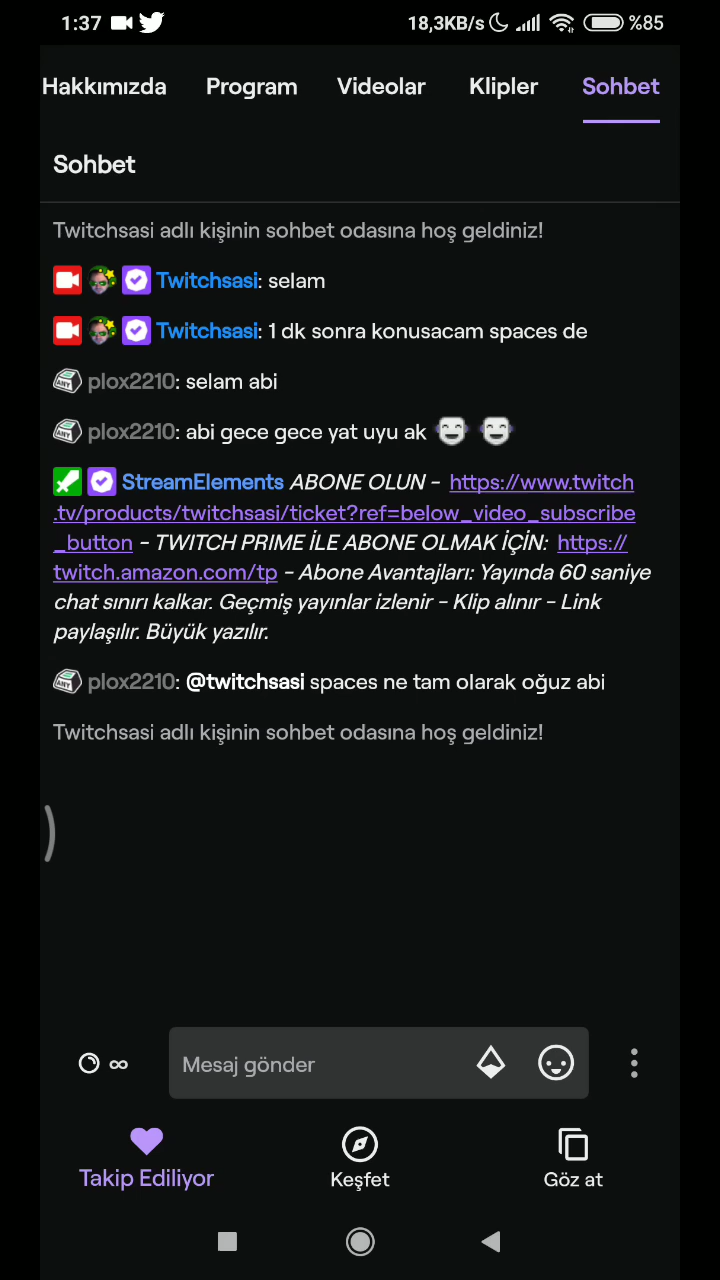 1:37 18,3KB/s %85
Hakkımızda Program Videolar Klipler Sohbet
Sohbet
Twitchsasi adlı kişinin sohbet odasına hoş geldiniz!
Twitchsasi: selam
Twitchsasi: 1 dk sonra konusacam spaces de
ANY plox2210: selam abi
ANY plox2210: abi gece gece yat uyu ak
StreamElements ABONE OLUN - https://www.twitch
.tv/products/twitchsasi/ticket?ref=below_video_subscribe
_button - TWITCH PRIME İLE ABONE OLMAK İÇİN: https://
twitch.amazon.com/tp - Abone Avantajları: Yayında 60 saniye
chat sınırı kalkar. Geçmiş yayınlar izlenir - Klip alınır - Link
paylaşılır. Büyük yazılır.
ANY plox2210: @twitchsasi spaces ne tam olarak oğuz abi
Twitchsasi adlı kişinin sohbet odasına hoş geldiniz!
∞ Mesaj gönder
Takip Ediliyor Keşfet Göz at